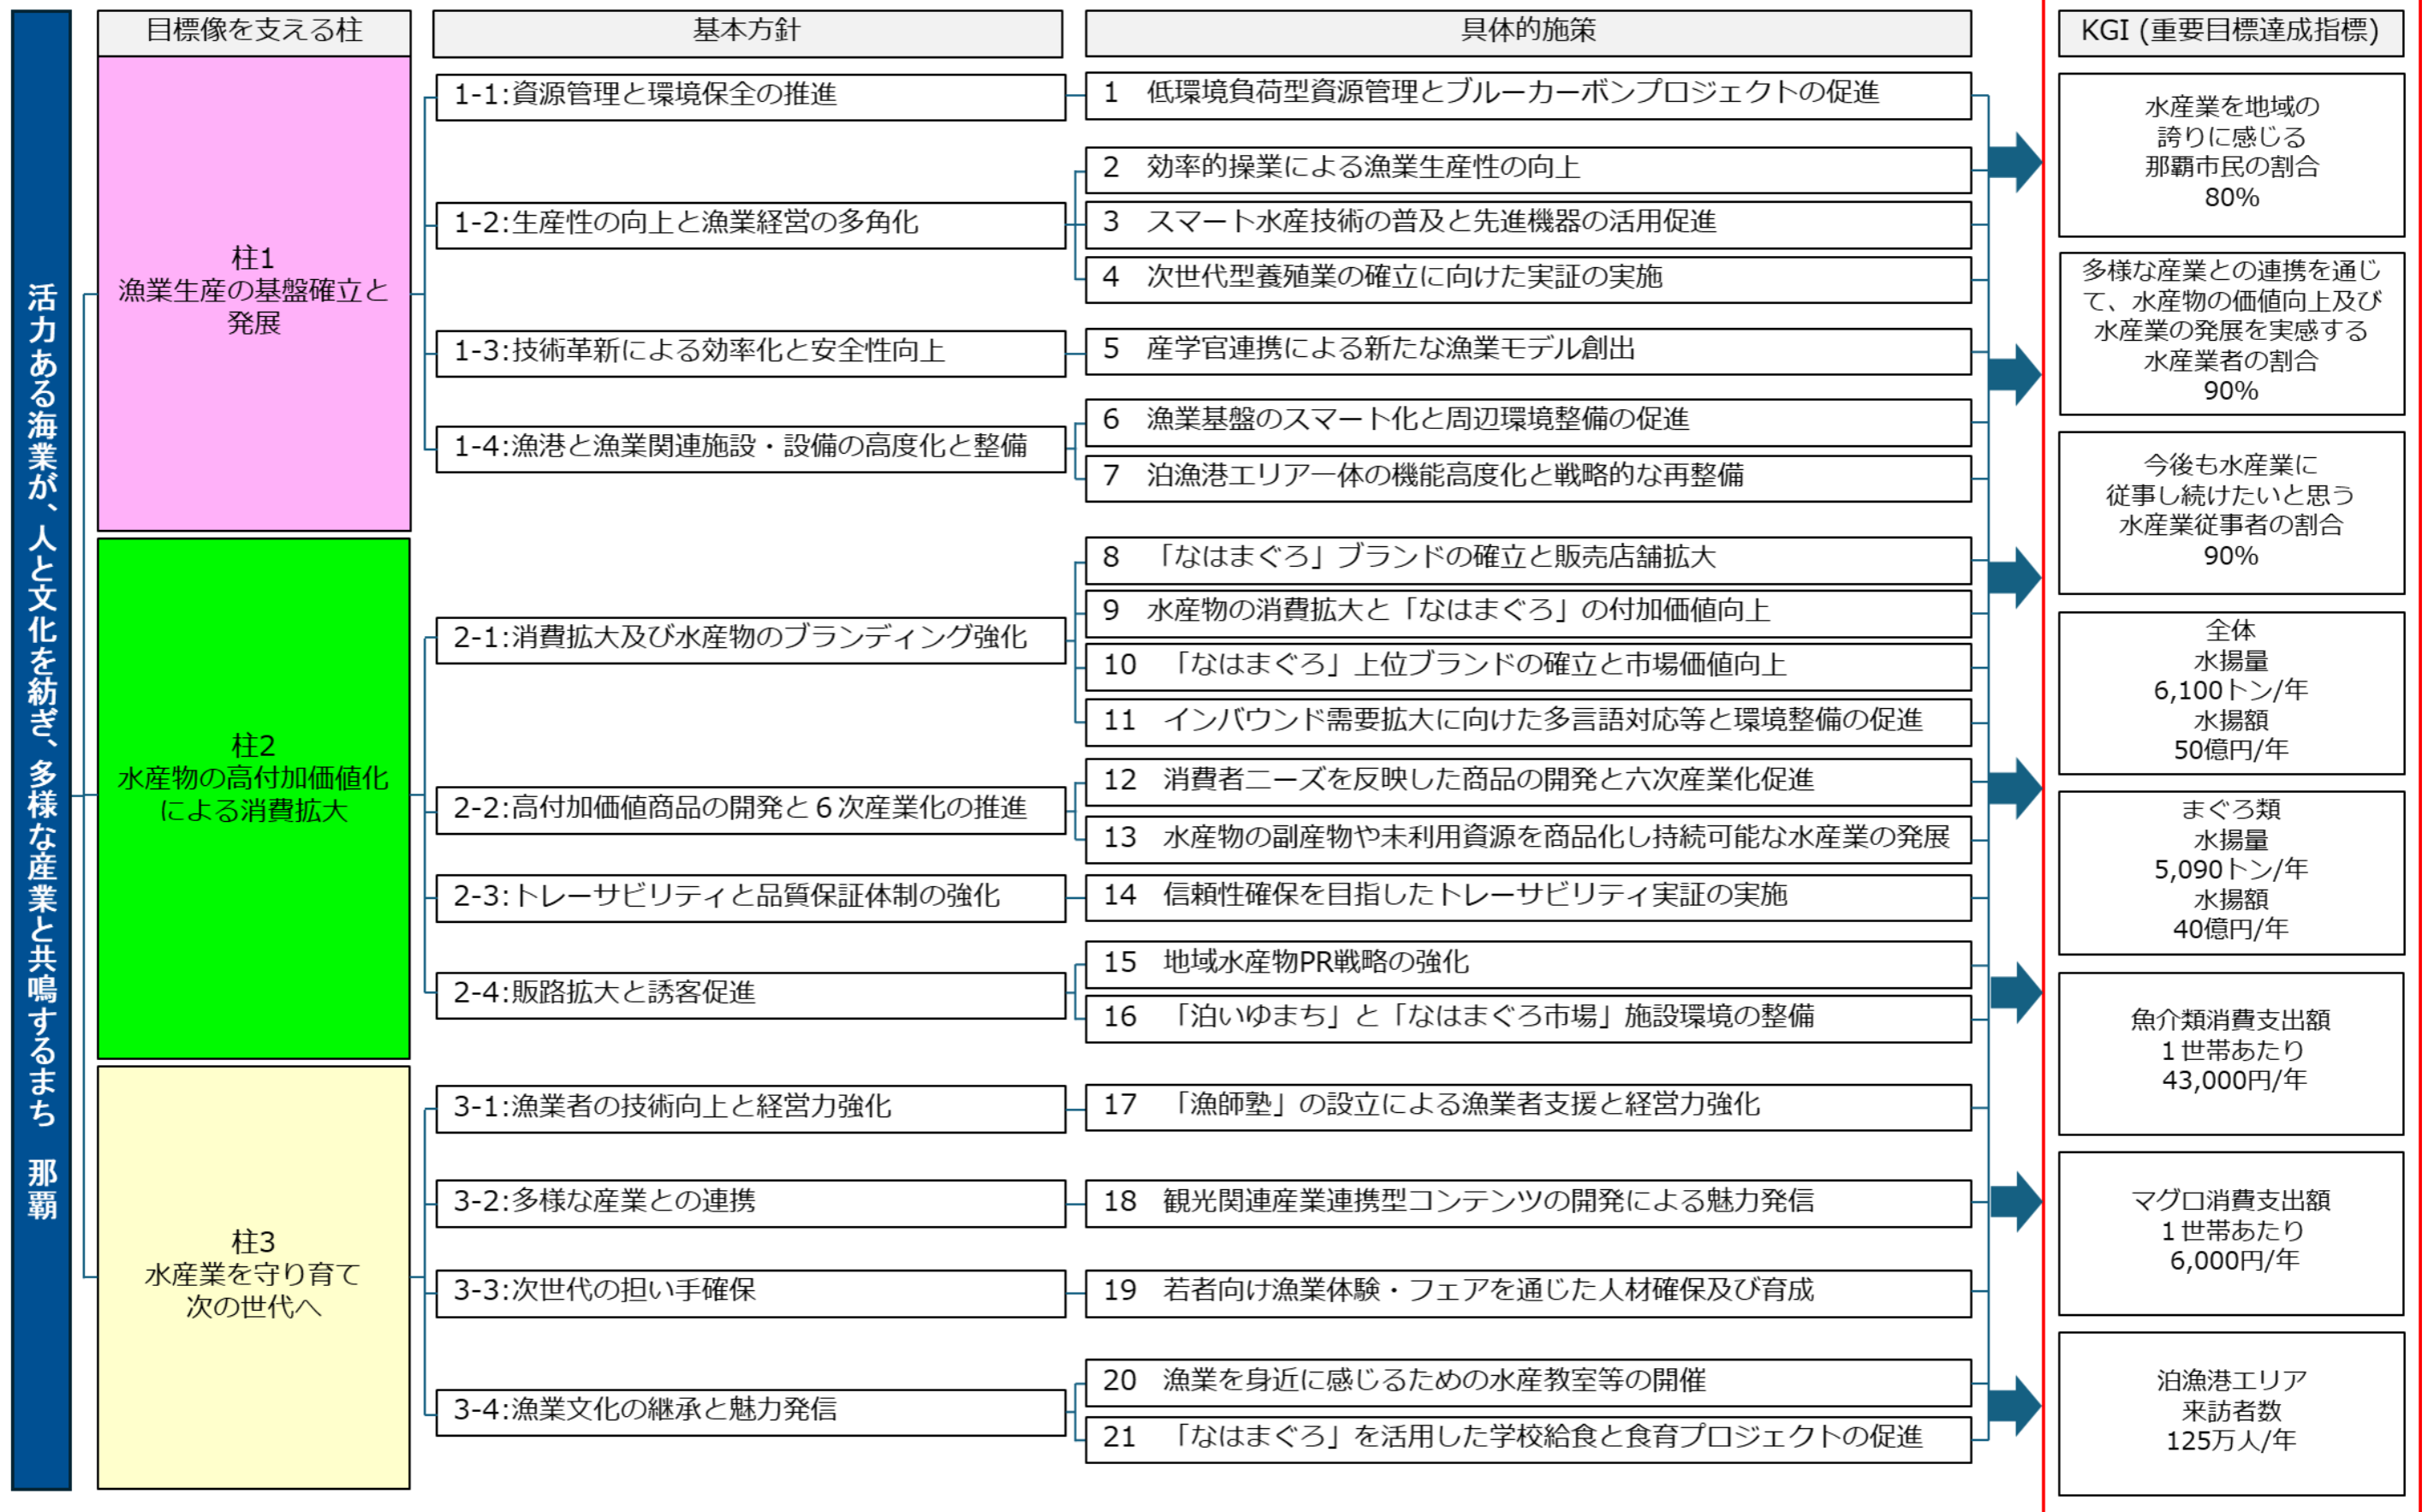 活力ある海業が、人と文化を紡ぎ、多様な産業と共鳴するまち　那覇
目標像を支える柱
基本方針
具体的施策
KGI (重要目標達成指標)
柱1
漁業生産の基盤確立と
発展
1-1:資源管理と環境保全の推進
1　低環境負荷型資源管理とブルーカーボンプロジェクトの促進
1-2:生産性の向上と漁業経営の多角化
2　効率的操業による漁業生産性の向上
3　スマート水産技術の普及と先進機器の活用促進
4　次世代型養殖業の確立に向けた実証の実施
1-3:技術革新による効率化と安全性向上
5　産学官連携による新たな漁業モデル創出
1-4:漁港と漁業関連施設・設備の高度化と整備
6　漁業基盤のスマート化と周辺環境整備の促進
7　泊漁港エリア一体の機能高度化と戦略的な再整備
柱2
水産物の高付加価値化
による消費拡大
2-1:消費拡大及び水産物のブランディング強化
8　「なはまぐろ」ブランドの確立と販売店舗拡大
9　水産物の消費拡大と「なはまぐろ」の付加価値向上
10　「なはまぐろ」上位ブランドの確立と市場価値向上
11　インバウンド需要拡大に向けた多言語対応等と環境整備の促進
2-2:高付加価値商品の開発と６次産業化の推進
12　消費者ニーズを反映した商品の開発と六次産業化促進
13　水産物の副産物や未利用資源を商品化し持続可能な水産業の発展
2-3:トレーサビリティと品質保証体制の強化
14　信頼性確保を目指したトレーサビリティ実証の実施
2-4:販路拡大と誘客促進
15　地域水産物PR戦略の強化
16　「泊いゆまち」と「なはまぐろ市場」施設環境の整備
柱3
水産業を守り育て
次の世代へ
3-1:漁業者の技術向上と経営力強化
17　「漁師塾」の設立による漁業者支援と経営力強化
3-2:多様な産業との連携
18　観光関連産業連携型コンテンツの開発による魅力発信
3-3:次世代の担い手確保
19　若者向け漁業体験・フェアを通じた人材確保及び育成
3-4:漁業文化の継承と魅力発信
20　漁業を身近に感じるための水産教室等の開催
21　「なはまぐろ」を活用した学校給食と食育プロジェクトの促進
水産業を地域の
誇りに感じる
那覇市民の割合
80%
多様な産業との連携を通じ
て、水産物の価値向上及び
水産業の発展を実感する
水産業者の割合
90%
今後も水産業に
従事し続けたいと思う
水産業従事者の割合
90%
全体
水揚量
6,100トン/年
水揚額
50億円/年
まぐろ類
水揚量
5,090トン/年
水揚額
40億円/年
魚介類消費支出額
１世帯あたり
43,000円/年
マグロ消費支出額
１世帯あたり
6,000円/年
泊漁港エリア
来訪者数
125万人/年